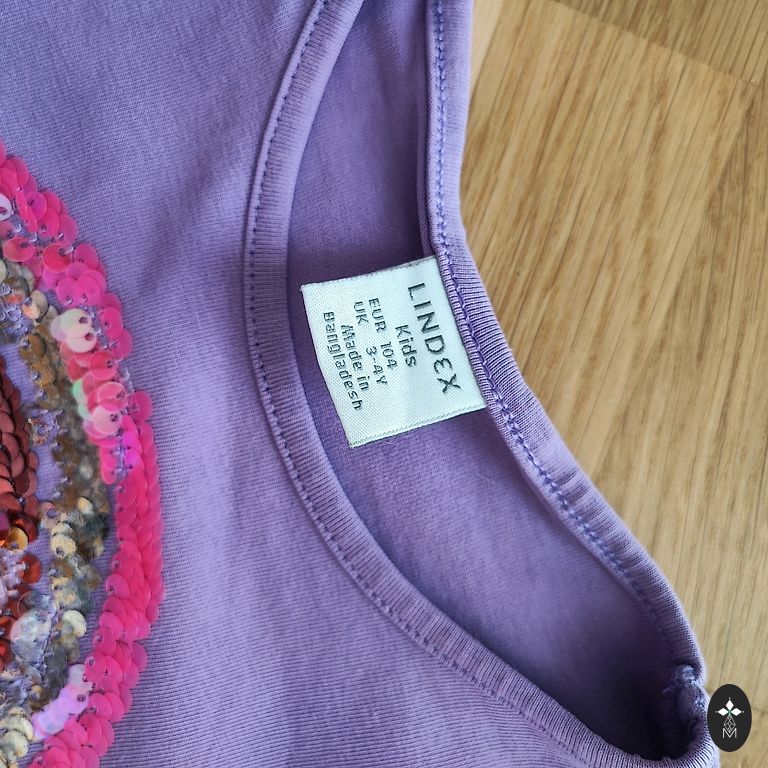 LINDEX
Kids
EUR 104
UK 3-4Y
Made in
Bangladesh
M